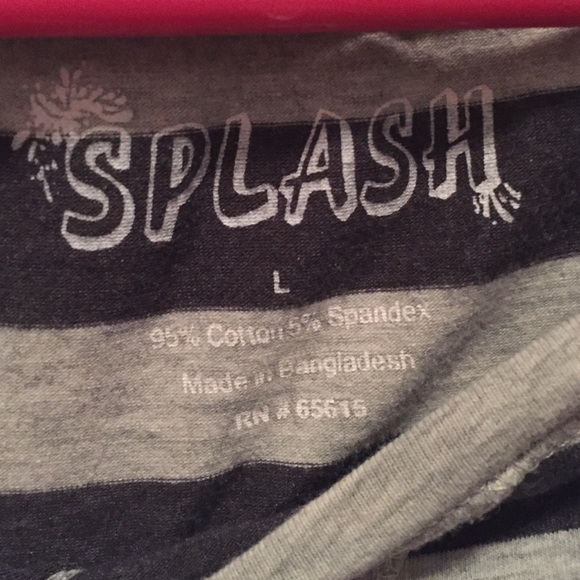 SPLASH
L
95% Cotton 5% Spandex
Made in Bangladesh
RN # 65615